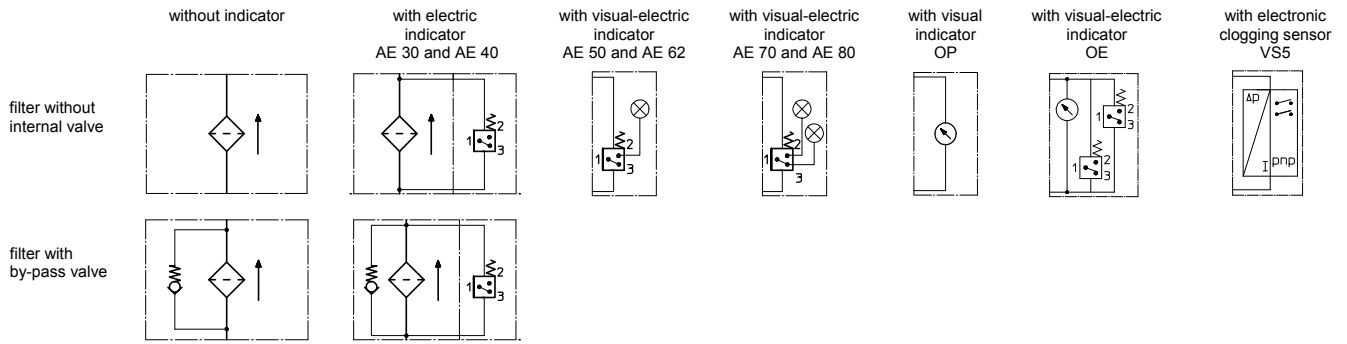 without indicator
with electric
indicator
AE 30 and AE 40
with visual-electric
indicator
AE 50 and AE 62
with visual-electric
indicator
AE 70 and AE 80
with visual
indicator
OP
with visual-electric
indicator
OE
with electronic
clogging sensor
VS5
filter without
internal valve
1
2
3
1
2
3
1
2
3
1
2
3
1
2
3
Δp
I
pnp
filter with
by-pass valve
1
2
3